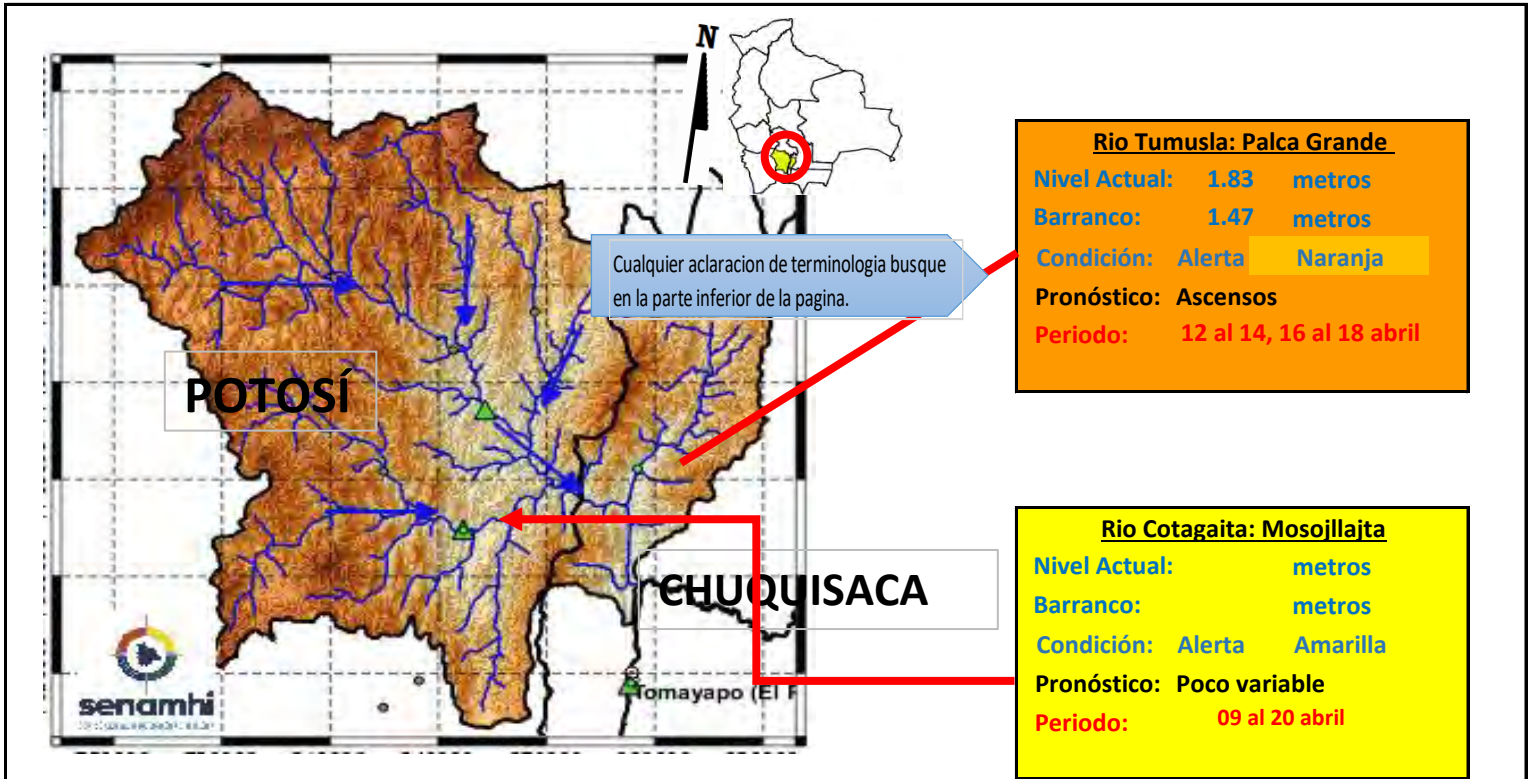 N
Rio Tumusla: Palca Grande
Nivel Actual: 1.83 metros
Barranco: 1.47 metros
Condición: Alerta Naranja
Pronóstico: Ascensos
Periodo: 12 al 14, 16 al 18 abril
Cualquier aclaracion de terminologia busque
en la parte inferior de la pagina.
POTOSÍ
CHUQUISACA
Rio Cotagaita: Mosojllajta
Nivel Actual: metros
Barranco: metros
Condición: Alerta Amarilla
Pronóstico: Poco variable
Periodo: 09 al 20 abril
senamhi
Tomayapo (El